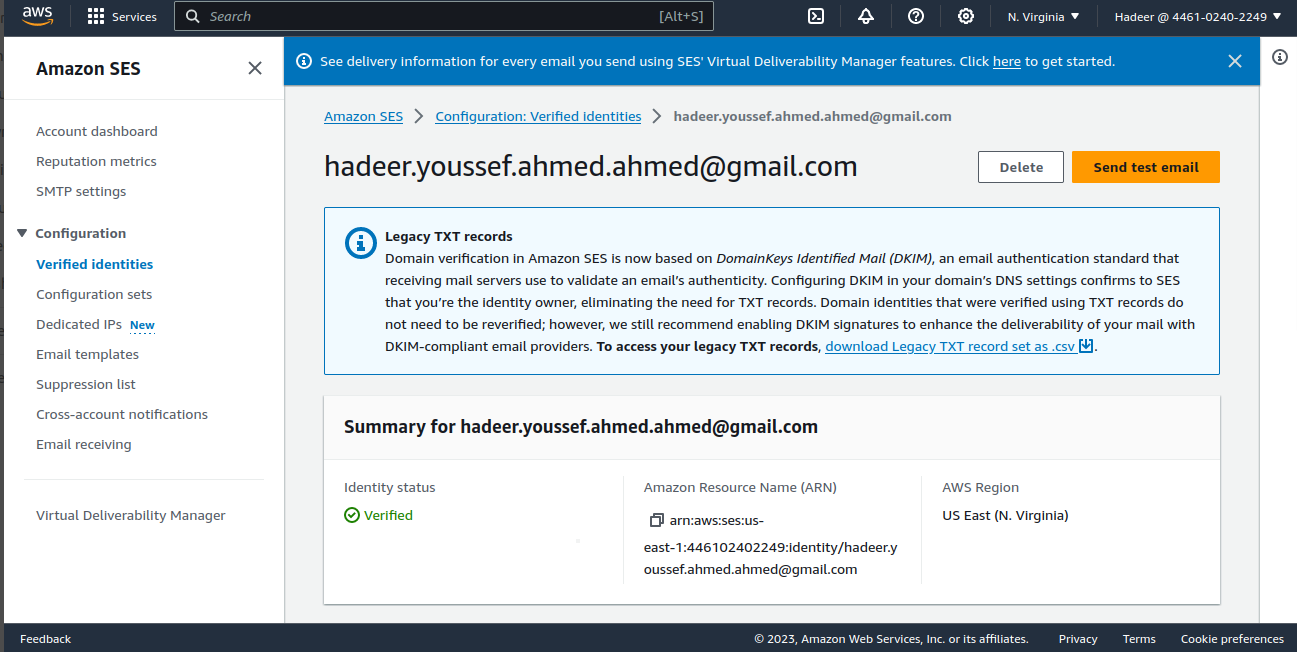 aws
Services
Search [Alt+S]
N. Virginia
Hadeer @ 4461-0240-2249
Amazon SES
Account dashboard
Reputation metrics
SMTP settings
Configuration
Verified identities
Configuration sets
Dedicated IPs New
Email templates
Suppression list
Cross-account notifications
Email receiving
Virtual Deliverability Manager
See delivery information for every email you send using SES' Virtual Deliverability Manager features. Click here to get started.
Amazon SES
Configuration: Verified identities
hadeer.youssef.ahmed.ahmed@gmail.com
hadeer.youssef.ahmed.ahmed@gmail.com
Delete
Send test email
Legacy TXT records
Domain verification in Amazon SES is now based on DomainKeys Identified Mail (DKIM), an email authentication standard that
receiving mail servers use to validate an email's authenticity. Configuring DKIM in your domain's DNS settings confirms to SES
that you're the identity owner, eliminating the need for TXT records. Domain identities that were verified using TXT records do
not need to be reverified; however, we still recommend enabling DKIM signatures to enhance the deliverability of your mail with
DKIM-compliant email providers. To access your legacy TXT records, download Legacy TXT record set as .csv .
Summary for hadeer.youssef.ahmed.ahmed@gmail.com
Identity status
Verified
Amazon Resource Name (ARN)
arn:aws:ses:us-
east-1:446102402249:identity/hadeer.y
oussef.ahmed.ahmed@gmail.com
AWS Region
US East (N. Virginia)
Feedback
© 2023, Amazon Web Services, Inc. or its affiliates.
Privacy
Terms
Cookie preferences